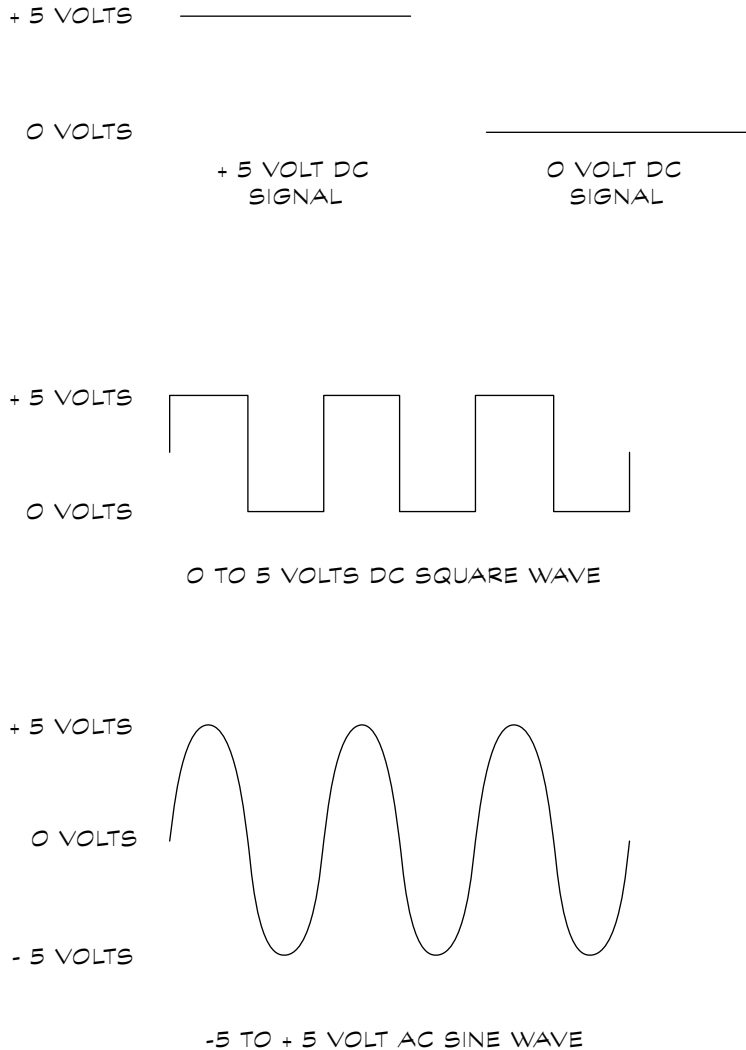 + 5 VOLTS
0 VOLTS
+ 5 VOLT DC
SIGNAL
0 VOLT DC
SIGNAL
+ 5 VOLTS
0 VOLTS
0 TO 5 VOLTS DC SQUARE WAVE
+ 5 VOLTS
0 VOLTS
- 5 VOLTS
-5 TO + 5 VOLT AC SINE WAVE